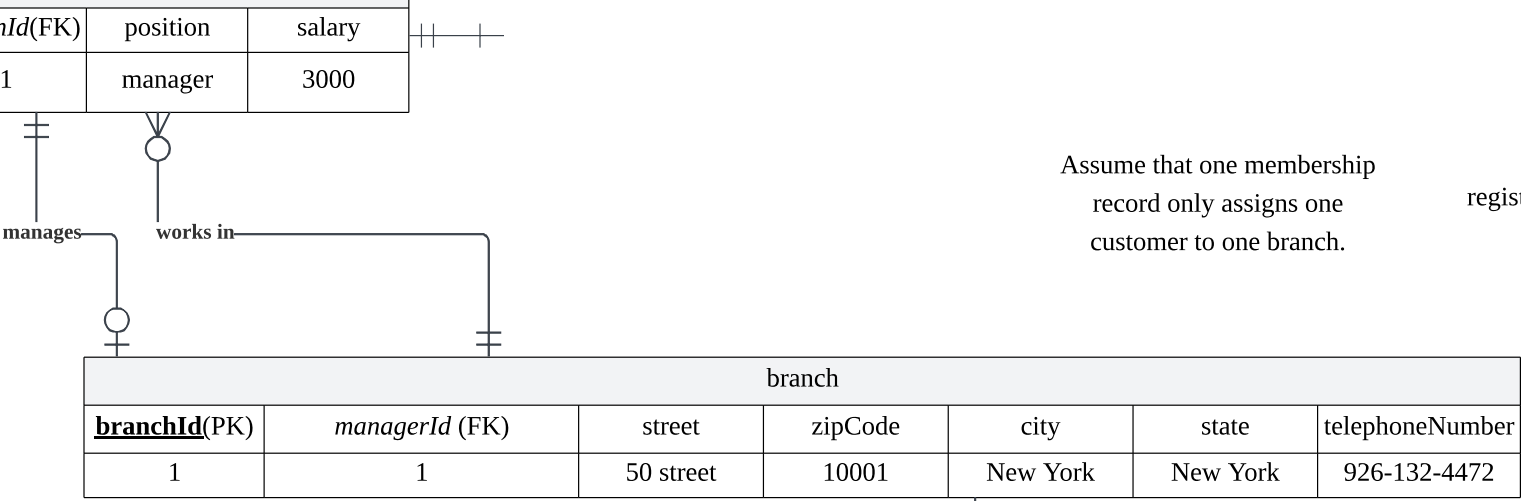 (FK) position salary
1 manager 3000
Assume that one membership
record only assigns one
customer to one branch.
manages works in
branch
branchId(PK) managerId (FK) street zipCode city state telephoneNumber
1 1 50 street 10001 New York New York 926-132-4472